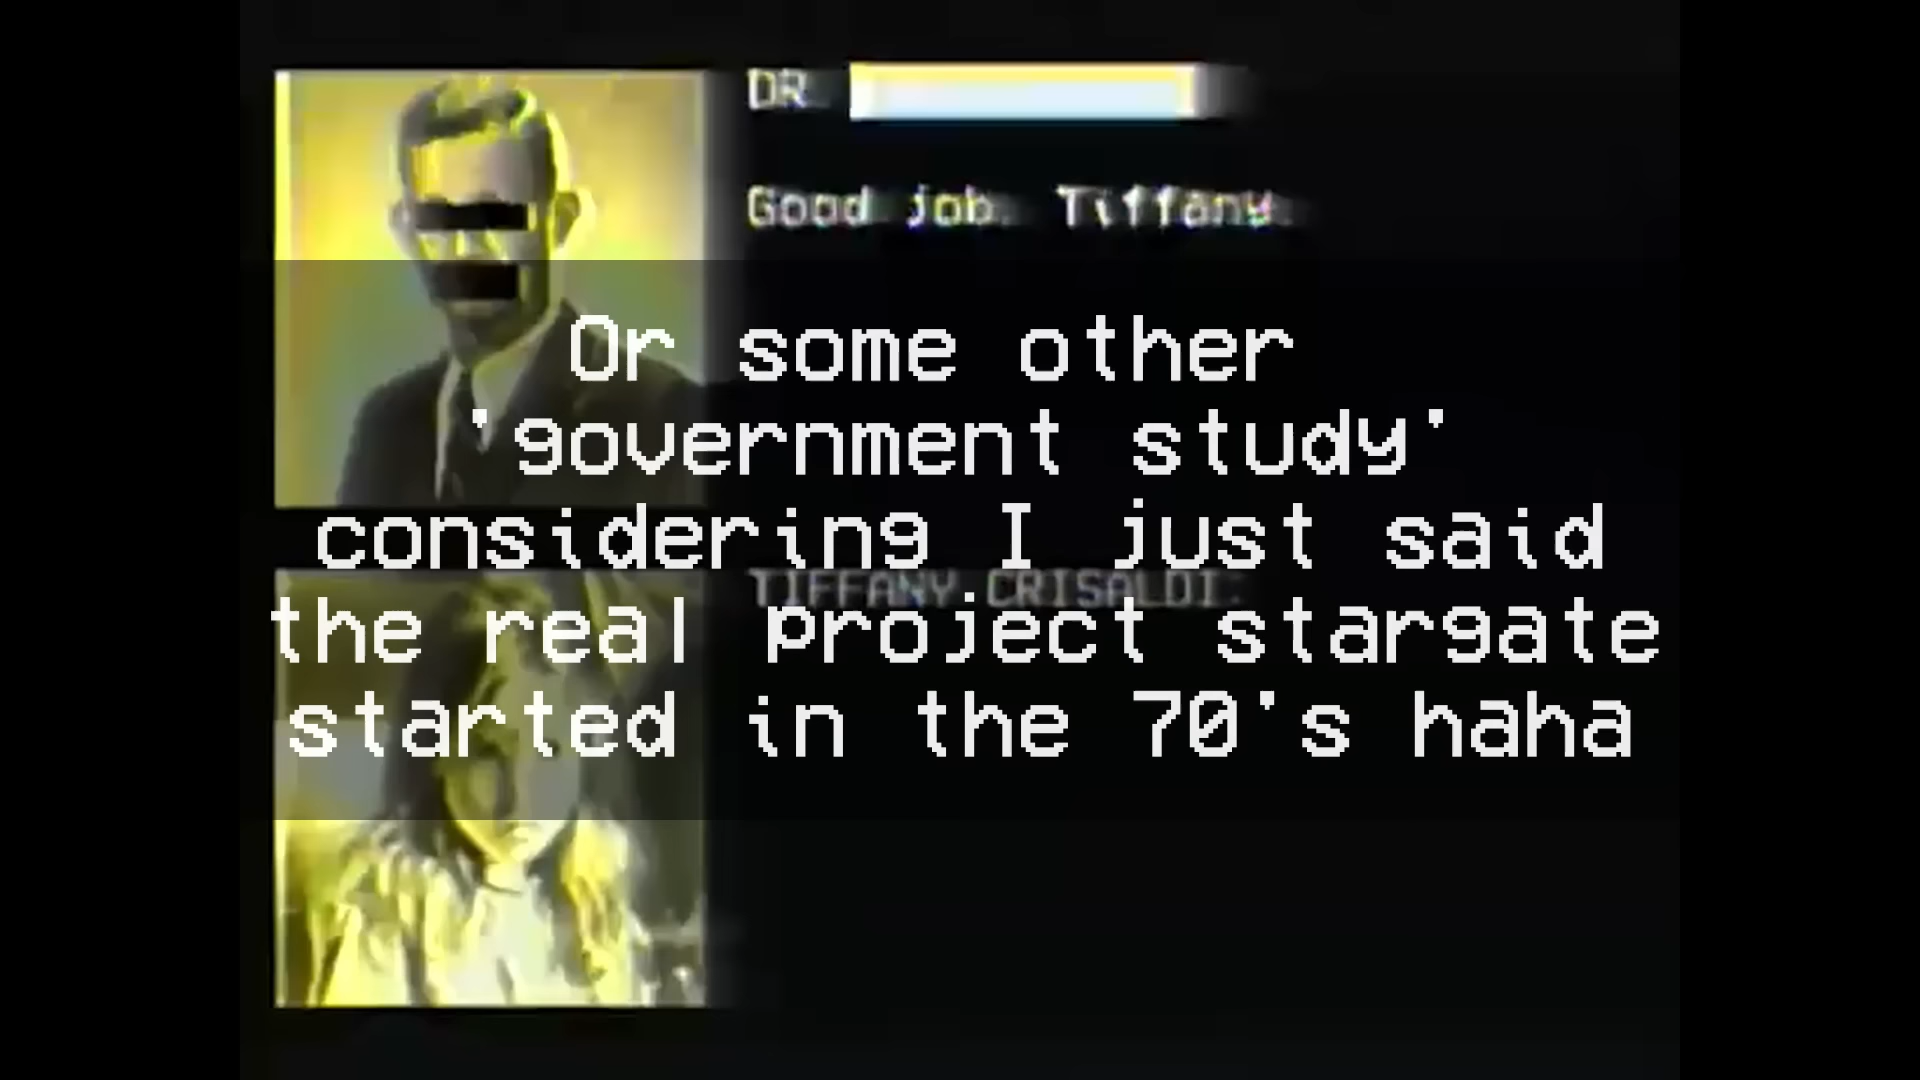 DR.
Good job. Tiffany.
Or some other
'government study'
considering I just said
TIFFANY CRISALDI:
the real project stargate
started in the 70's haha